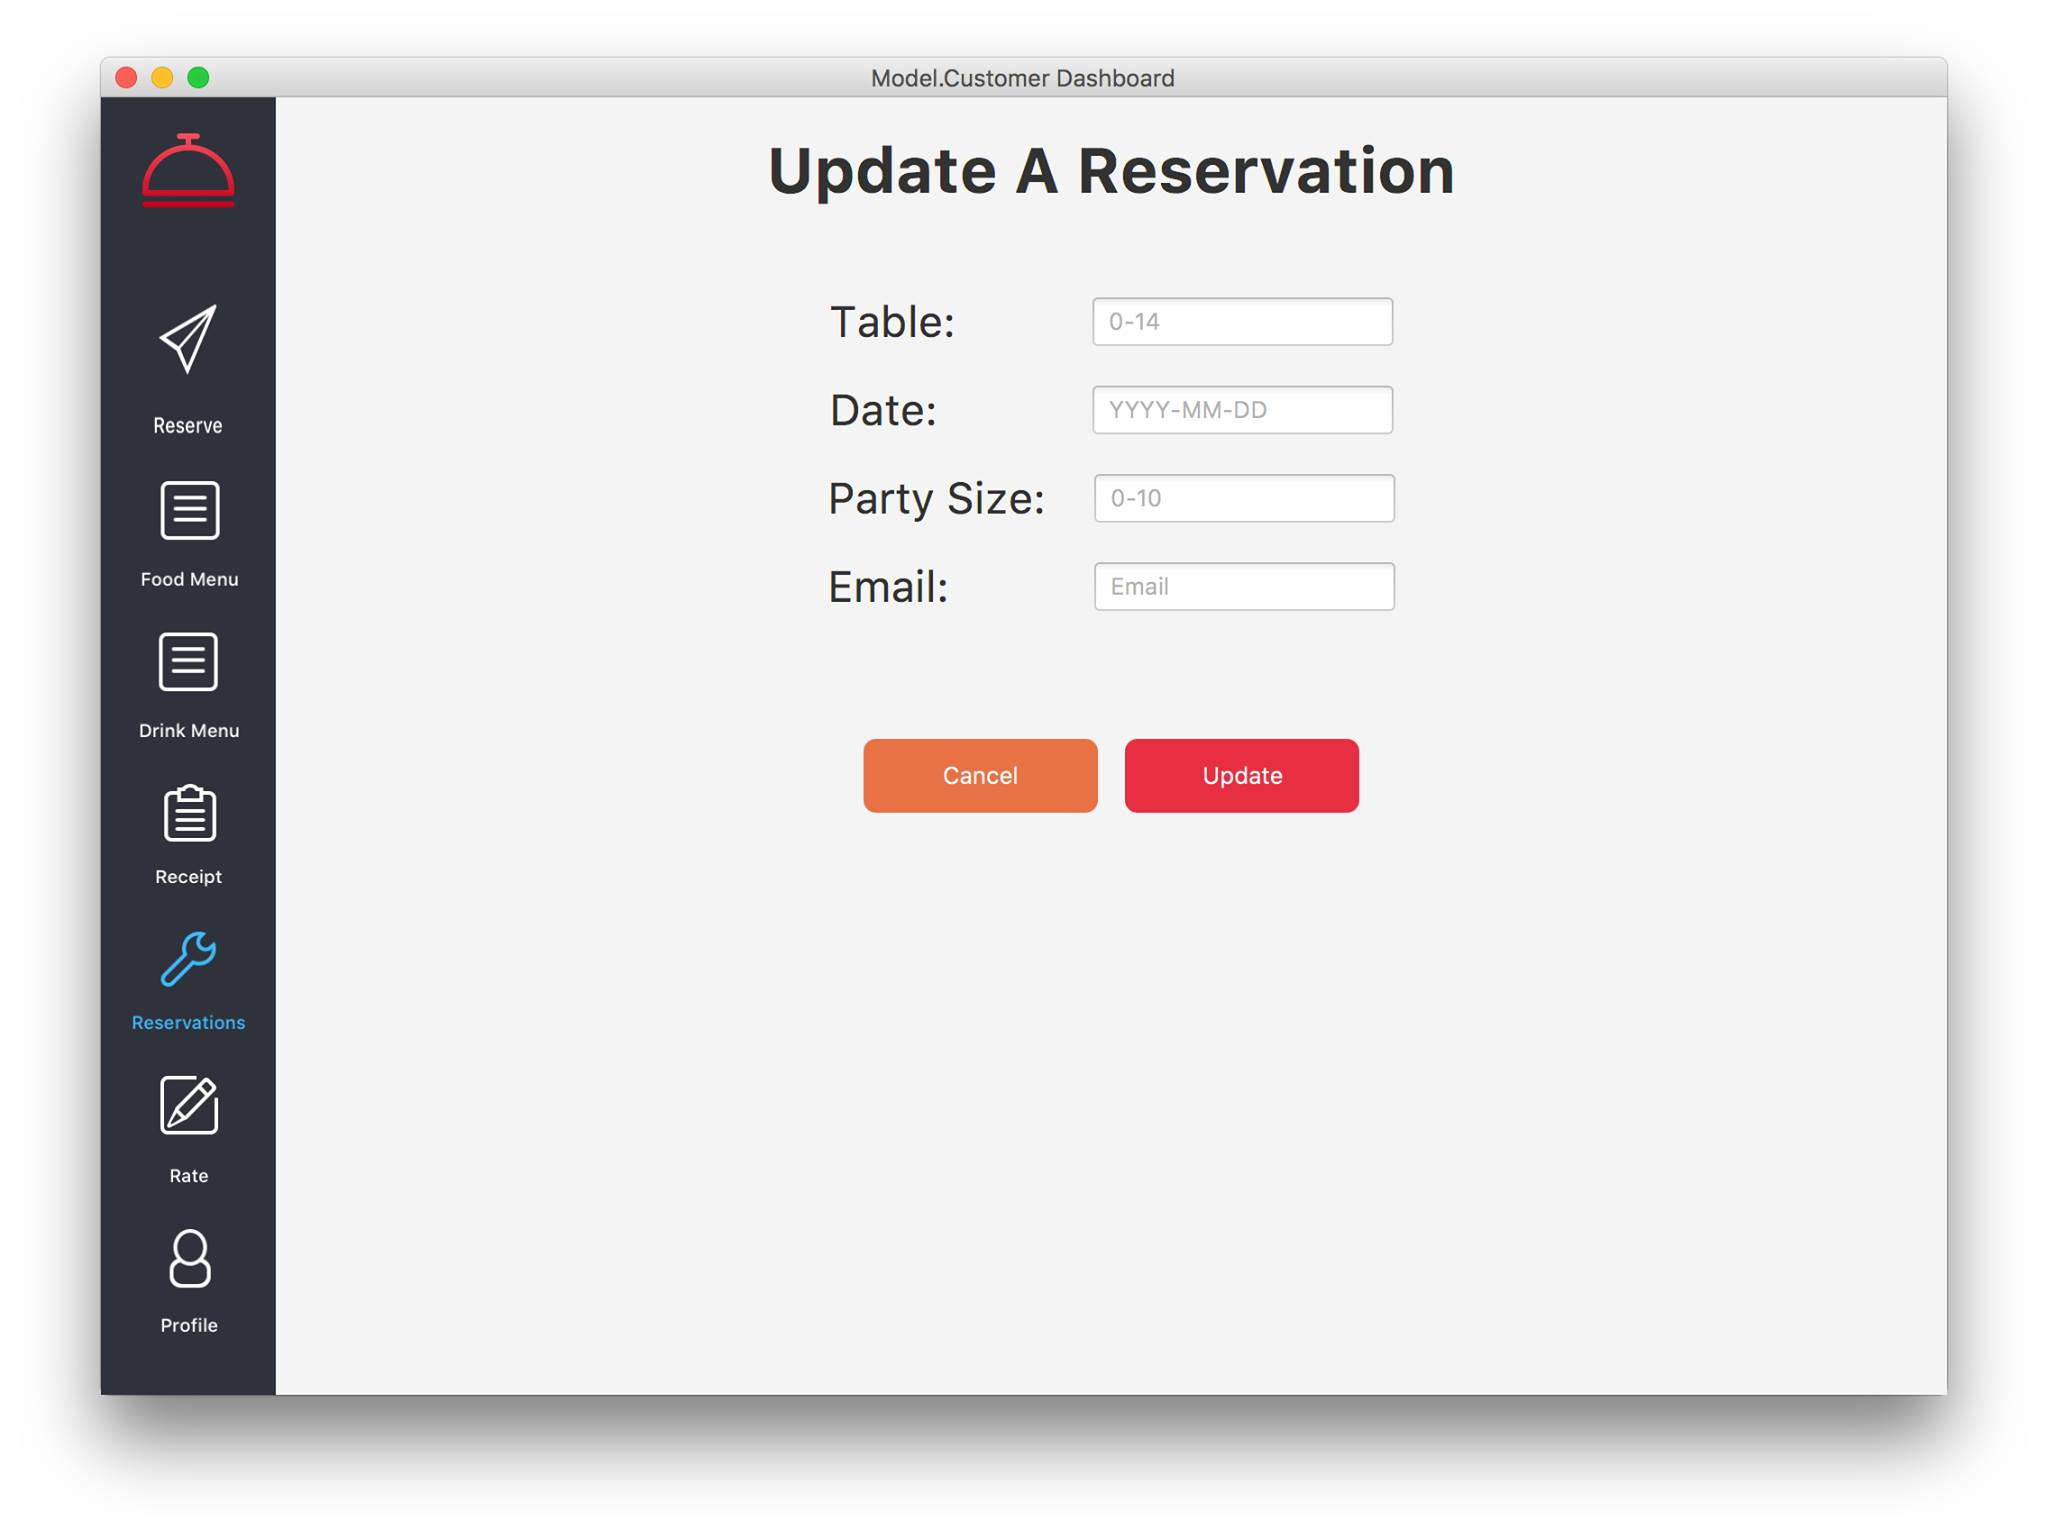 Model.Customer Dashboard
Update A Reservation
Table: 0-14
Date: YYYY-MM-DD
Party Size: 0-10
Email: Email
Cancel Update
Reserve
Food Menu
Drink Menu
Receipt
Reservations
Rate
Profile